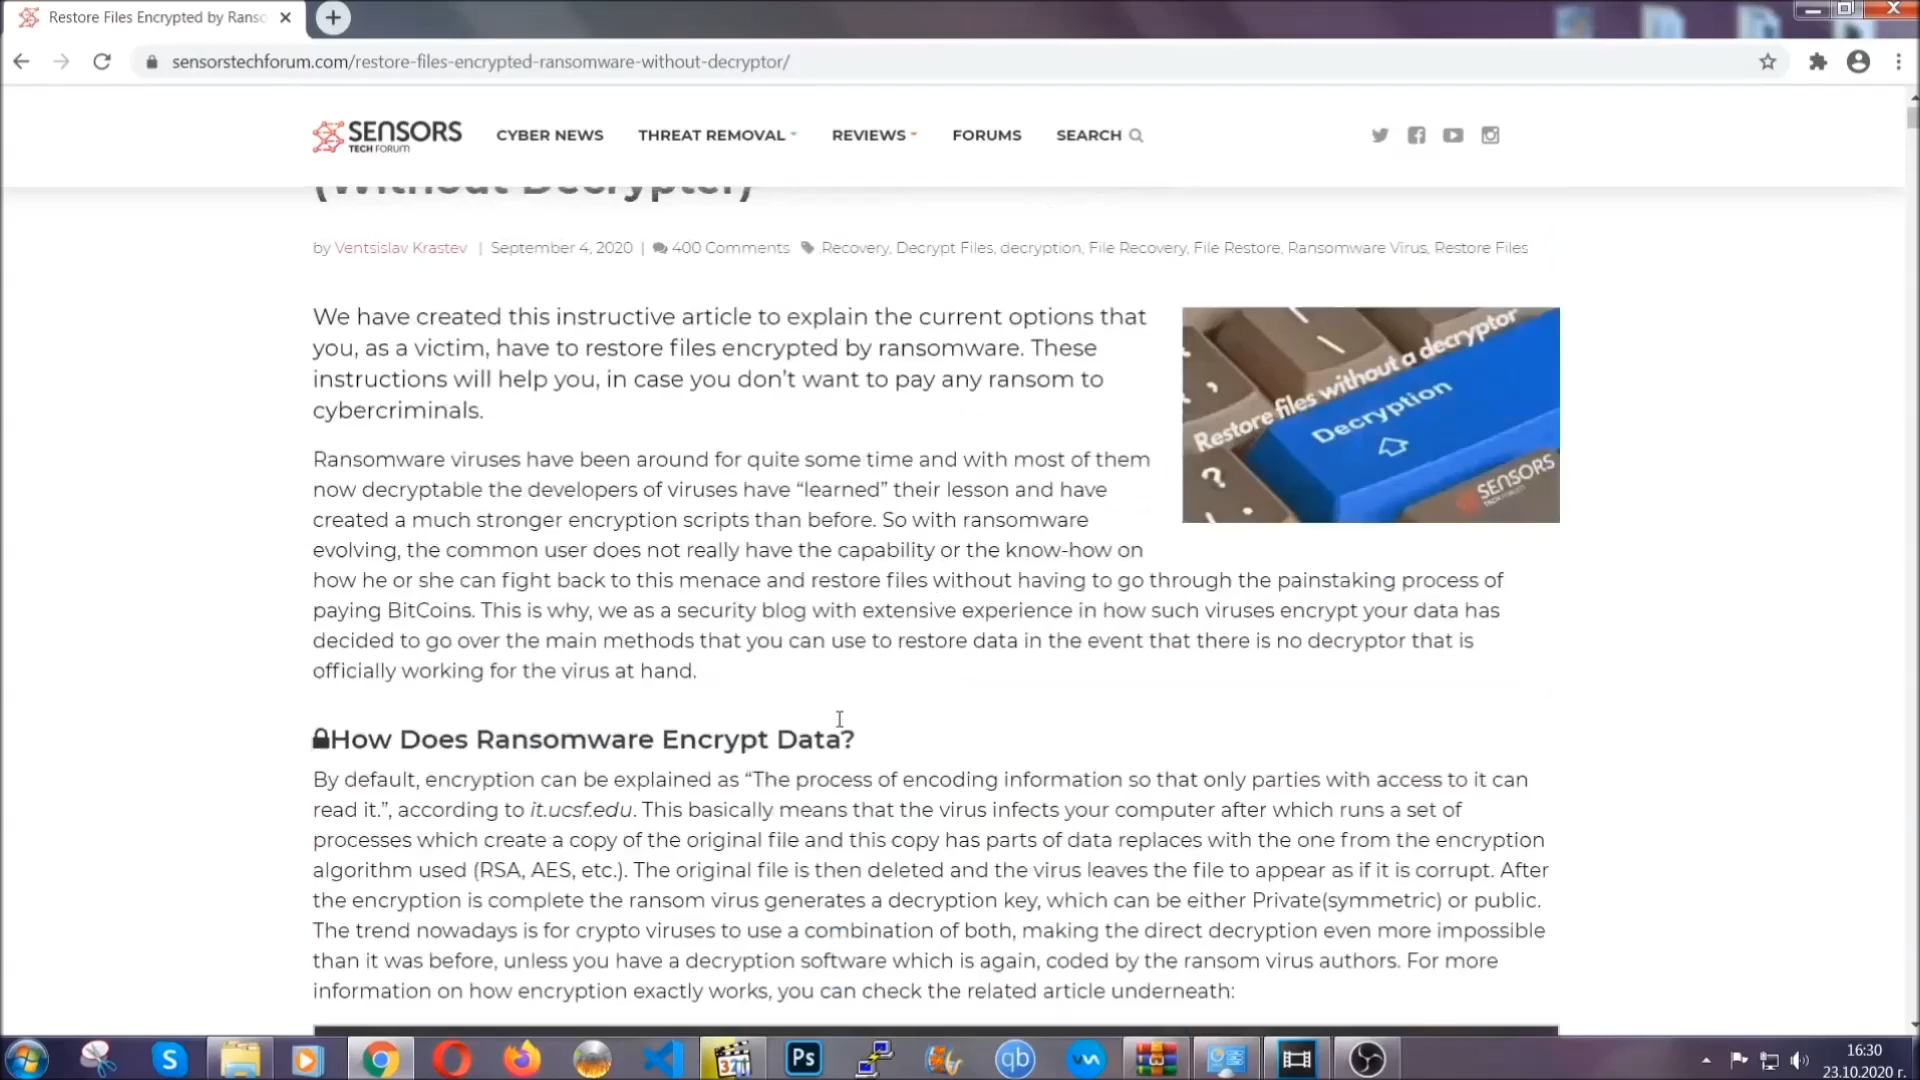 Restore Files Encrypted by Ranso
sensorstechforum.com/restore-files-encrypted-ransomware-without-decryptor/
SENSORS
TECH FORUM
CYBER NEWS THREAT REMOVAL REVIEWS FORUMS SEARCH
(Without Decrypter)
by Ventsislav Krastev | September 4, 2020 | 400 Comments Recovery, Decrypt Files, decryption, File Recovery, File Restore, Ransomware Virus, Restore Files
We have created this instructive article to explain the current options that
you, as a victim, have to restore files encrypted by ransomware. These
instructions will help you, in case you don’t want to pay any ransom to
cybercriminals.
Restore files without a decryptor
Decryption
SENSORS
Ransomware viruses have been around for quite some time and with most of them
now decryptable the developers of viruses have “learned” their lesson and have
created a much stronger encryption scripts than before. So with ransomware
evolving, the common user does not really have the capability or the know-how on
how he or she can fight back to this menace and restore files without having to go through the painstaking process of
paying BitCoins. This is why, we as a security blog with extensive experience in how such viruses encrypt your data has
decided to go over the main methods that you can use to restore data in the event that there is no decryptor that is
officially working for the virus at hand.
How Does Ransomware Encrypt Data?
By default, encryption can be explained as “The process of encoding information so that only parties with access to it can
read it.”, according to it.ucsf.edu. This basically means that the virus infects your computer after which runs a set of
processes which create a copy of the original file and this copy has parts of data replaces with the one from the encryption
algorithm used (RSA, AES, etc.). The original file is then deleted and the virus leaves the file to appear as if it is corrupt. After
the encryption is complete the ransom virus generates a decryption key, which can be either Private(symmetric) or public.
The trend nowadays is for crypto viruses to use a combination of both, making the direct decryption even more impossible
than it was before, unless you have a decryption software which is again, coded by the ransom virus authors. For more
information on how encryption exactly works, you can check the related article underneath:
S
321
Ps
qb
16:30
23.10.2020 г.